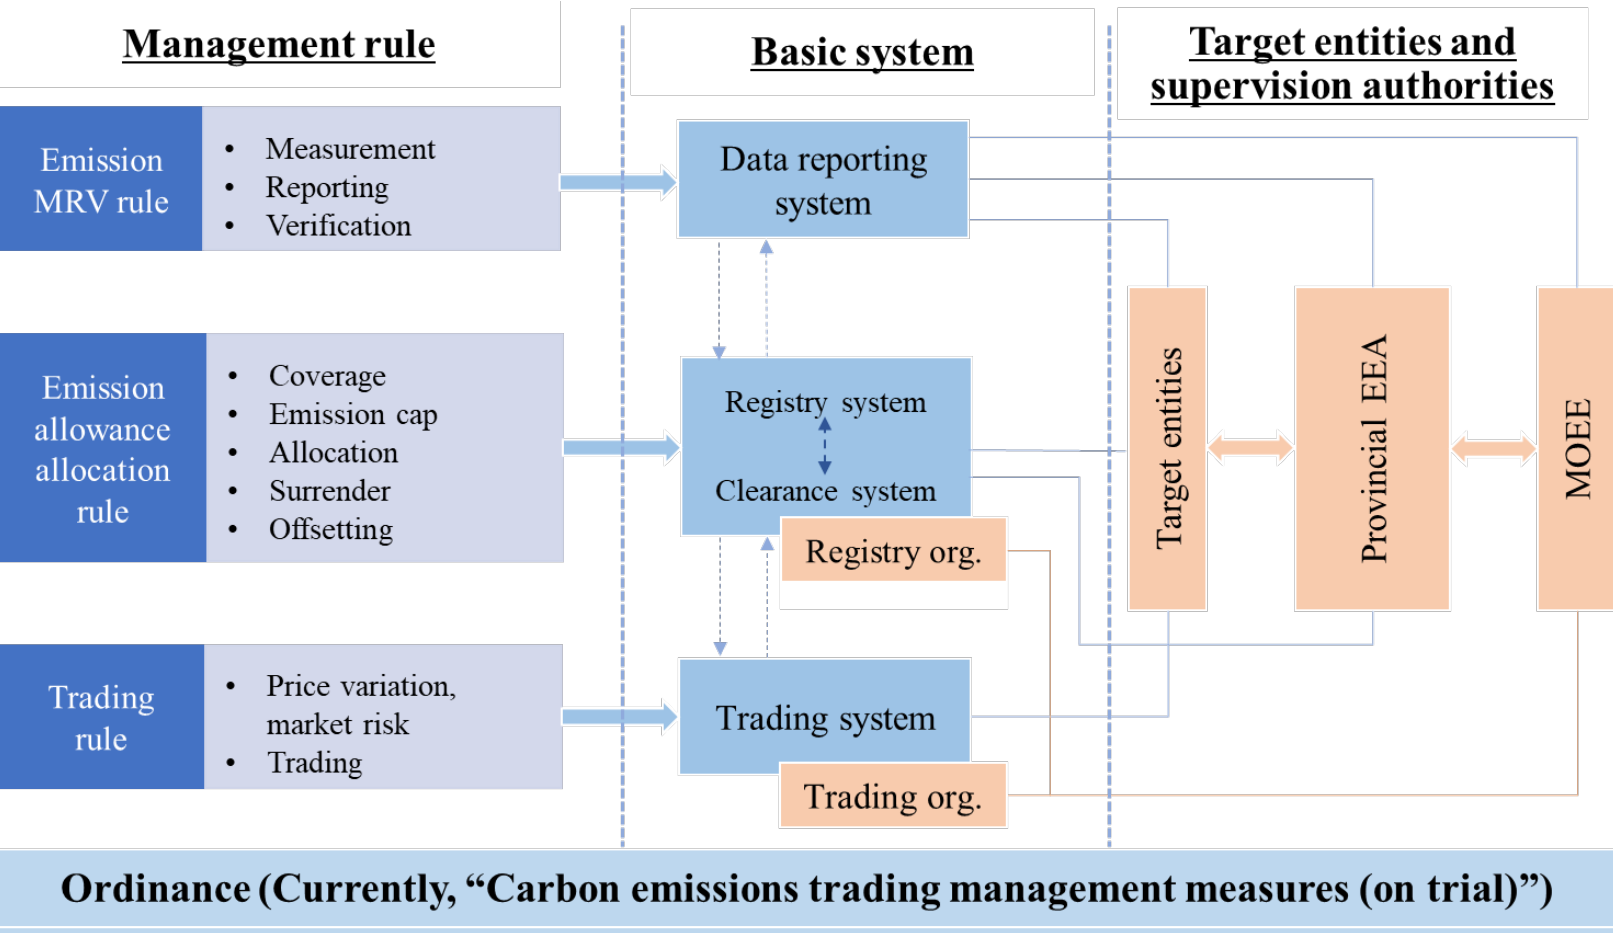 Management rule
Basic system
Target entities and
supervision authorities
Emission
MRV rule
• Measurement
• Reporting
• Verification
Data reporting
system
Emission
allowance
allocation
rule
• Coverage
• Emission cap
• Allocation
• Surrender
• Offsetting
Registry system
Clearance system
Registry org.
Target entities
Provincial EEA
MOEE
Trading
rule
• Price variation,
market risk
• Trading
Trading system
Trading org.
Ordinance (Currently, “Carbon emissions trading management measures (on trial)”)